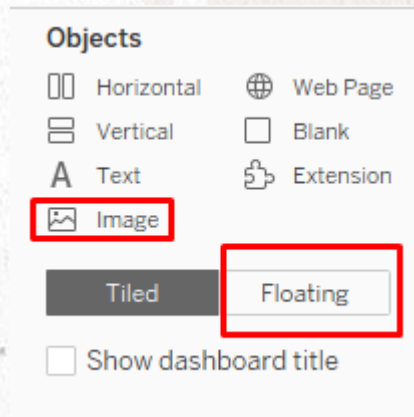 Objects
Horizontal Web Page
Vertical Blank
Text Extension
Image
Tiled Floating
Show dashboard title